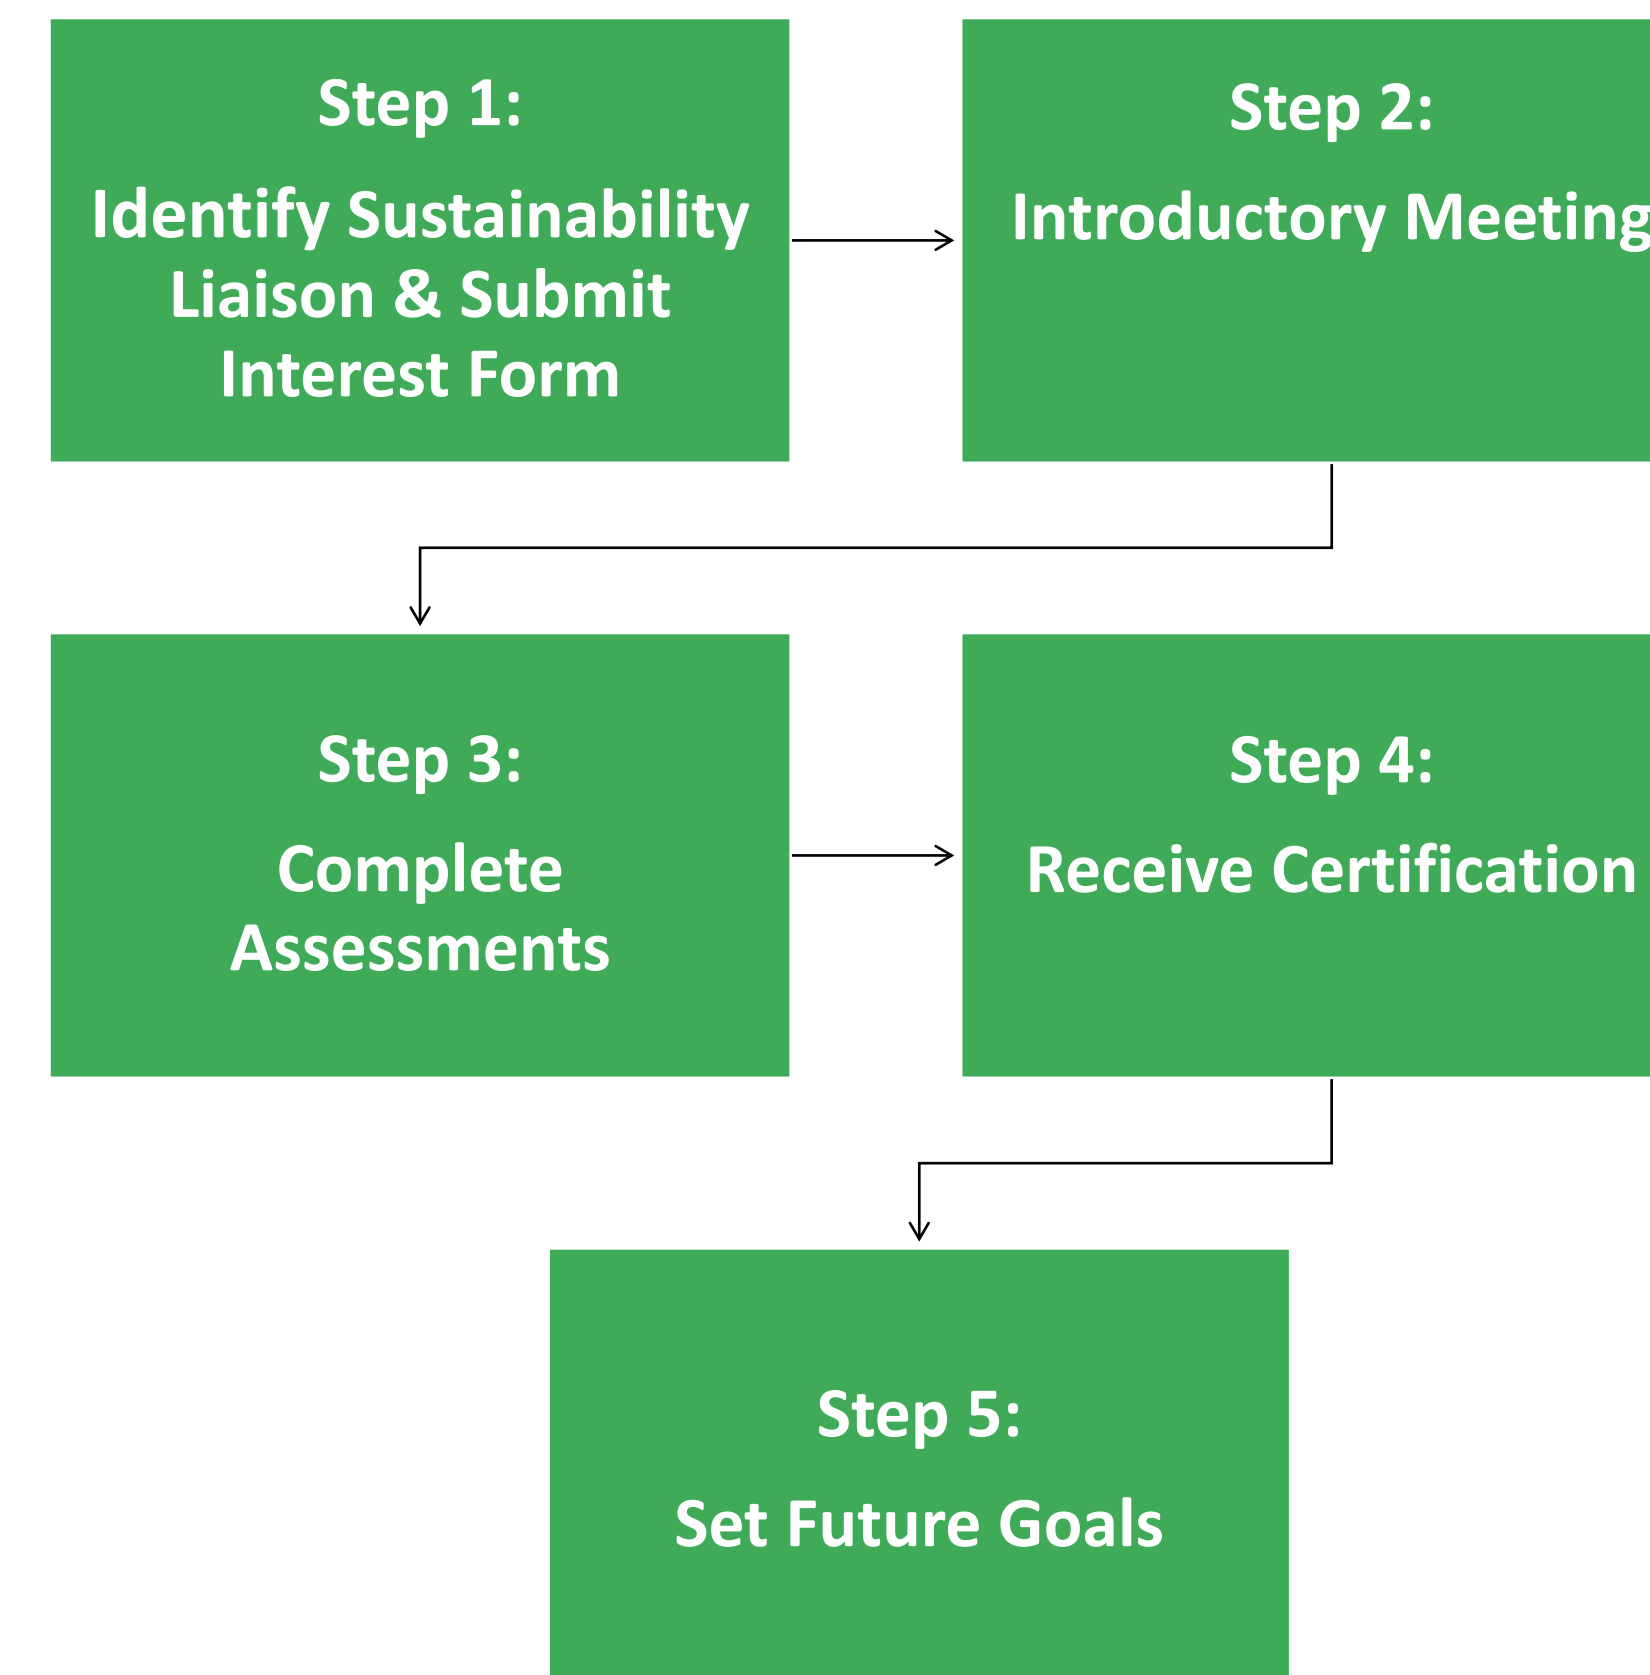 Step 1:
Identify Sustainability
Liaison & Submit
Interest Form
Step 2:
Introductory Meeting
Step 3:
Complete
Assessments
Step 4:
Receive Certification
Step 5:
Set Future Goals